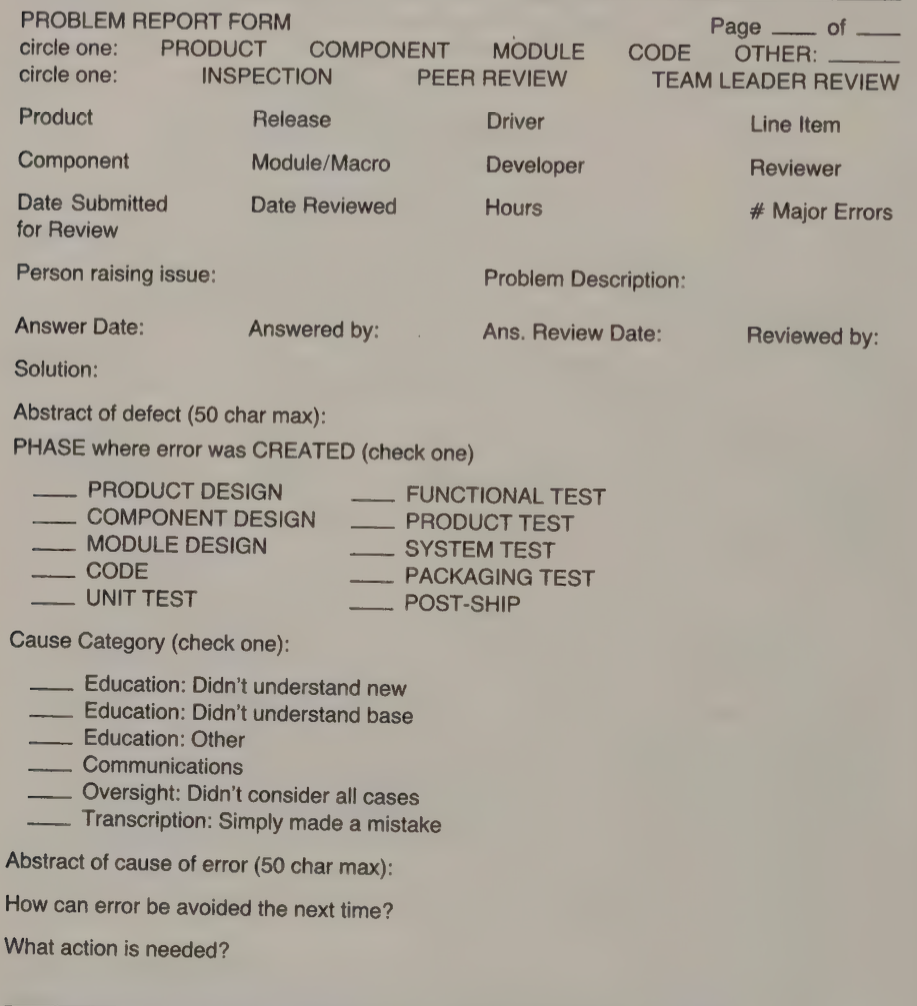 PROBLEM REPORT FORM Page ____ of ____
circle one: PRODUCT COMPONENT MODULE CODE OTHER: ______
circle one: INSPECTION PEER REVIEW TEAM LEADER REVIEW
Product Release Driver Line Item
Component Module/Macro Developer Reviewer
Date Submitted Date Reviewed Hours # Major Errors
for Review
Person raising issue: Problem Description:
Answer Date: Answered by: Ans. Review Date: Reviewed by:
Solution:
Abstract of defect (50 char max):
PHASE where error was CREATED (check one)
____ PRODUCT DESIGN ____ FUNCTIONAL TEST
____ COMPONENT DESIGN ____ PRODUCT TEST
____ MODULE DESIGN ____ SYSTEM TEST
____ CODE ____ PACKAGING TEST
____ UNIT TEST ____ POST-SHIP
Cause Category (check one):
____ Education: Didn't understand new
____ Education: Didn't understand base
____ Education: Other
____ Communications
____ Oversight: Didn't consider all cases
____ Transcription: Simply made a mistake
Abstract of cause of error (50 char max):
How can error be avoided the next time?
What action is needed?